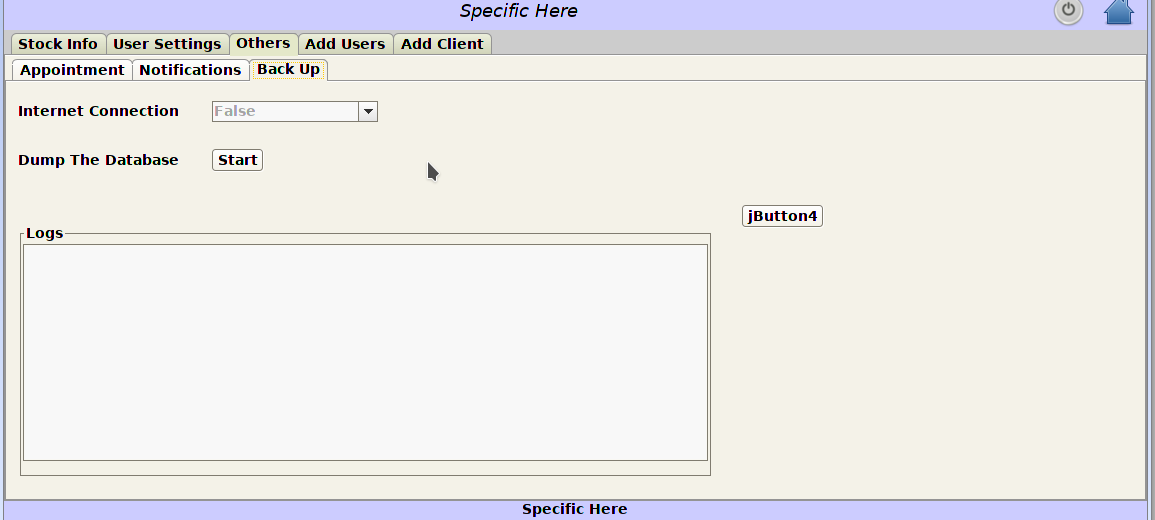 Specific Here
Stock Info User Settings Others Add Users Add Client
Appointment Notifications Back Up
Internet Connection False
Dump The Database Start
jButton4
Logs
Specific Here